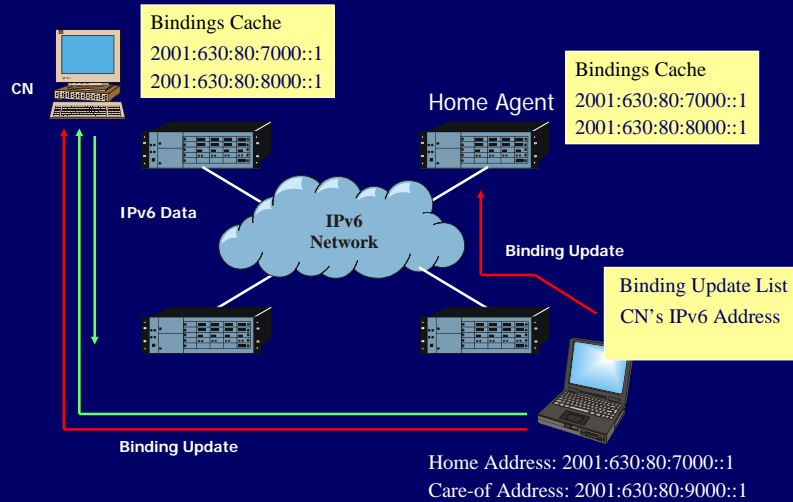 Bindings Cache
2001:630:80:7000::1
2001:630:80:8000::1
CN
Bindings Cache
2001:630:80:7000::1
2001:630:80:8000::1
Home Agent
IPv6 Data
IPv6
Network
Binding Update
Binding Update List
CN's IPv6 Address
Binding Update
Home Address: 2001:630:80:7000::1
Care-of Address: 2001:630:80:9000::1